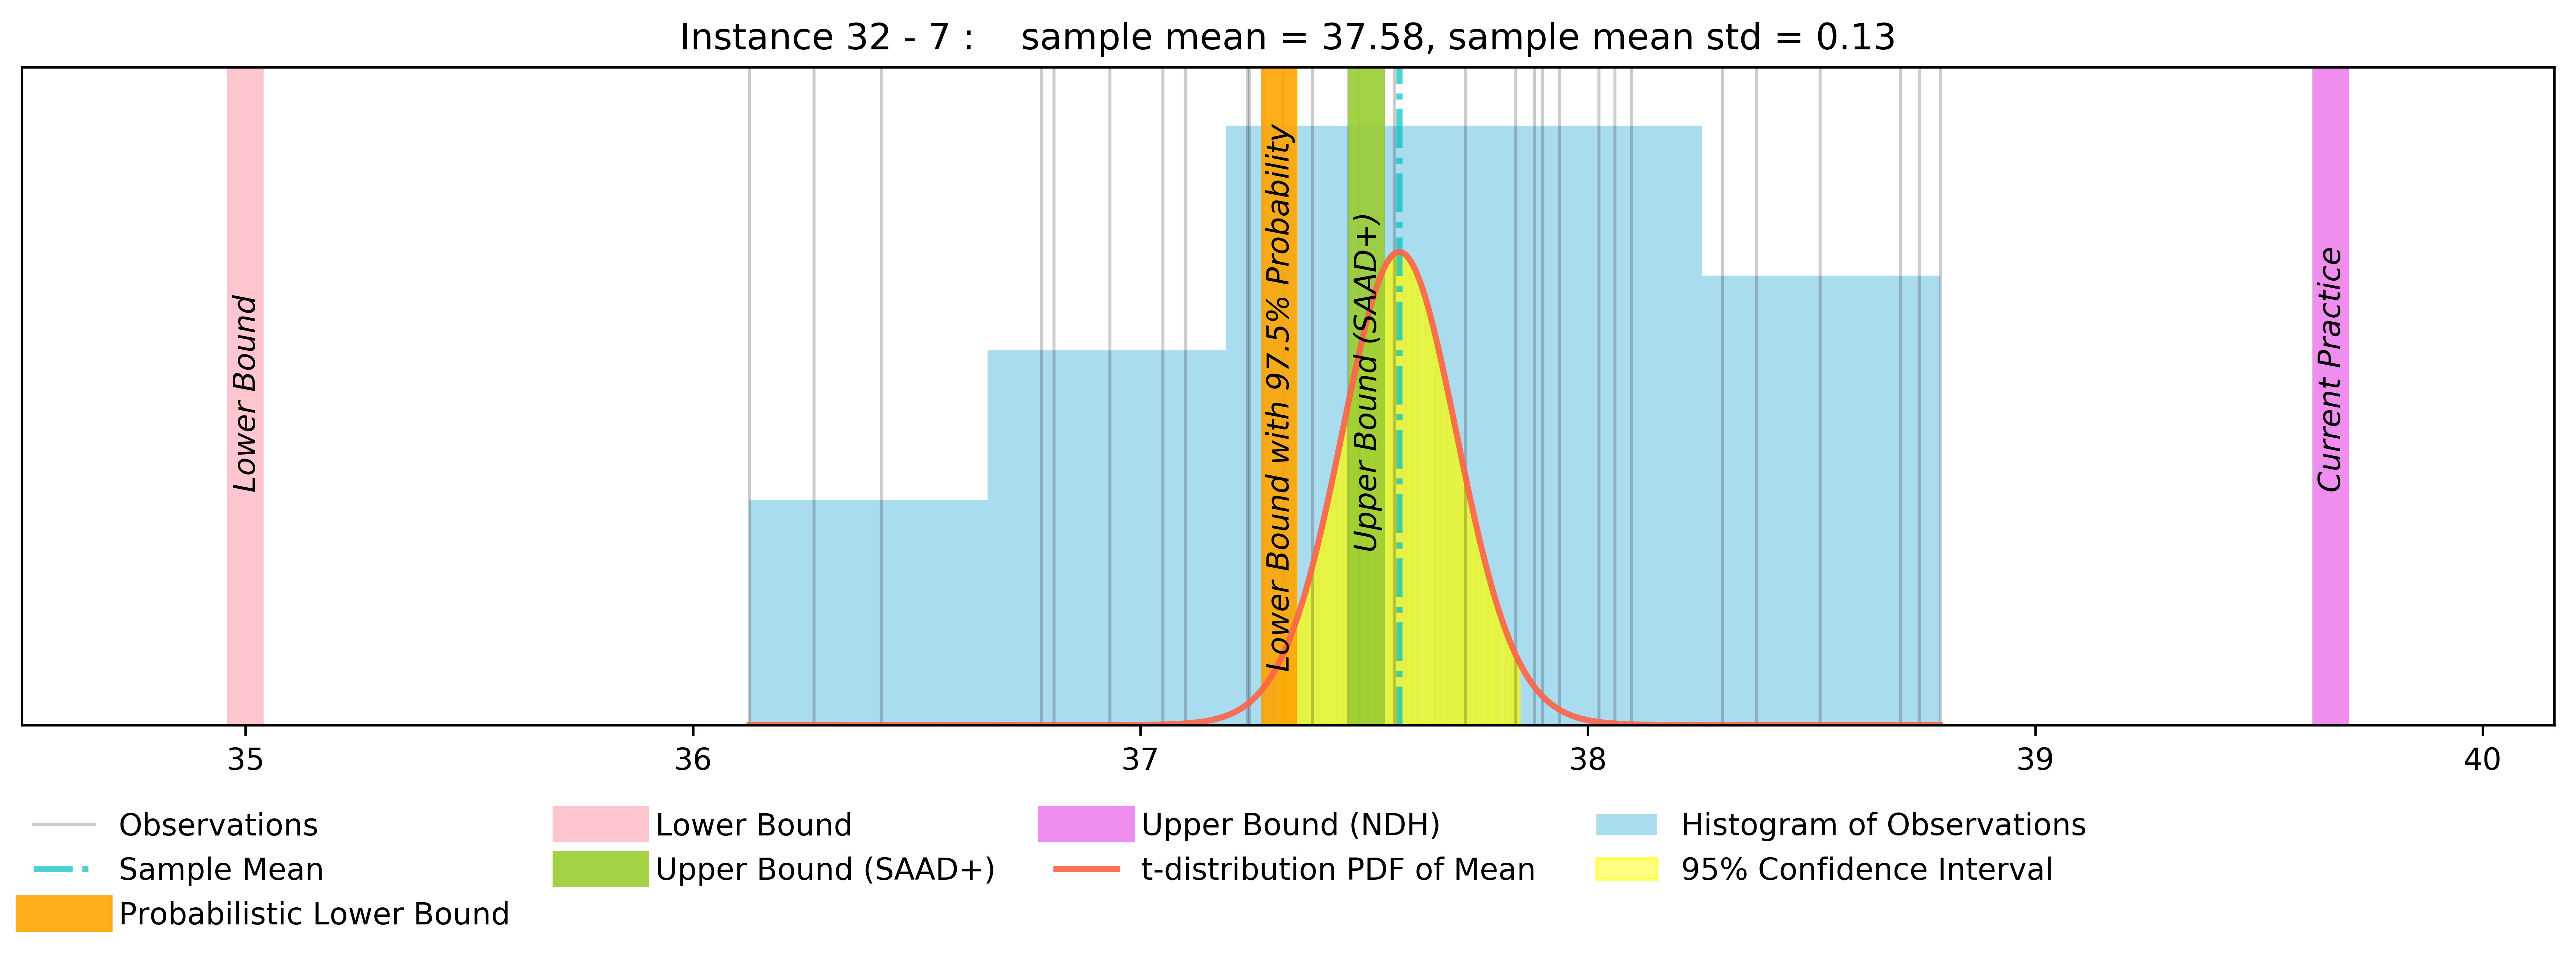 Instance 32 - 7 :    sample mean = 37.58, sample mean std = 0.13
Lower Bound
Lower Bound with 97.5% Probability
Upper Bound (SAAD+)
Current Practice
35 36 37 38 39 40
Observations Lower Bound Upper Bound (NDH) Histogram of Observations
Sample Mean Upper Bound (SAAD+) t-distribution PDF of Mean 95% Confidence Interval
Probabilistic Lower Bound